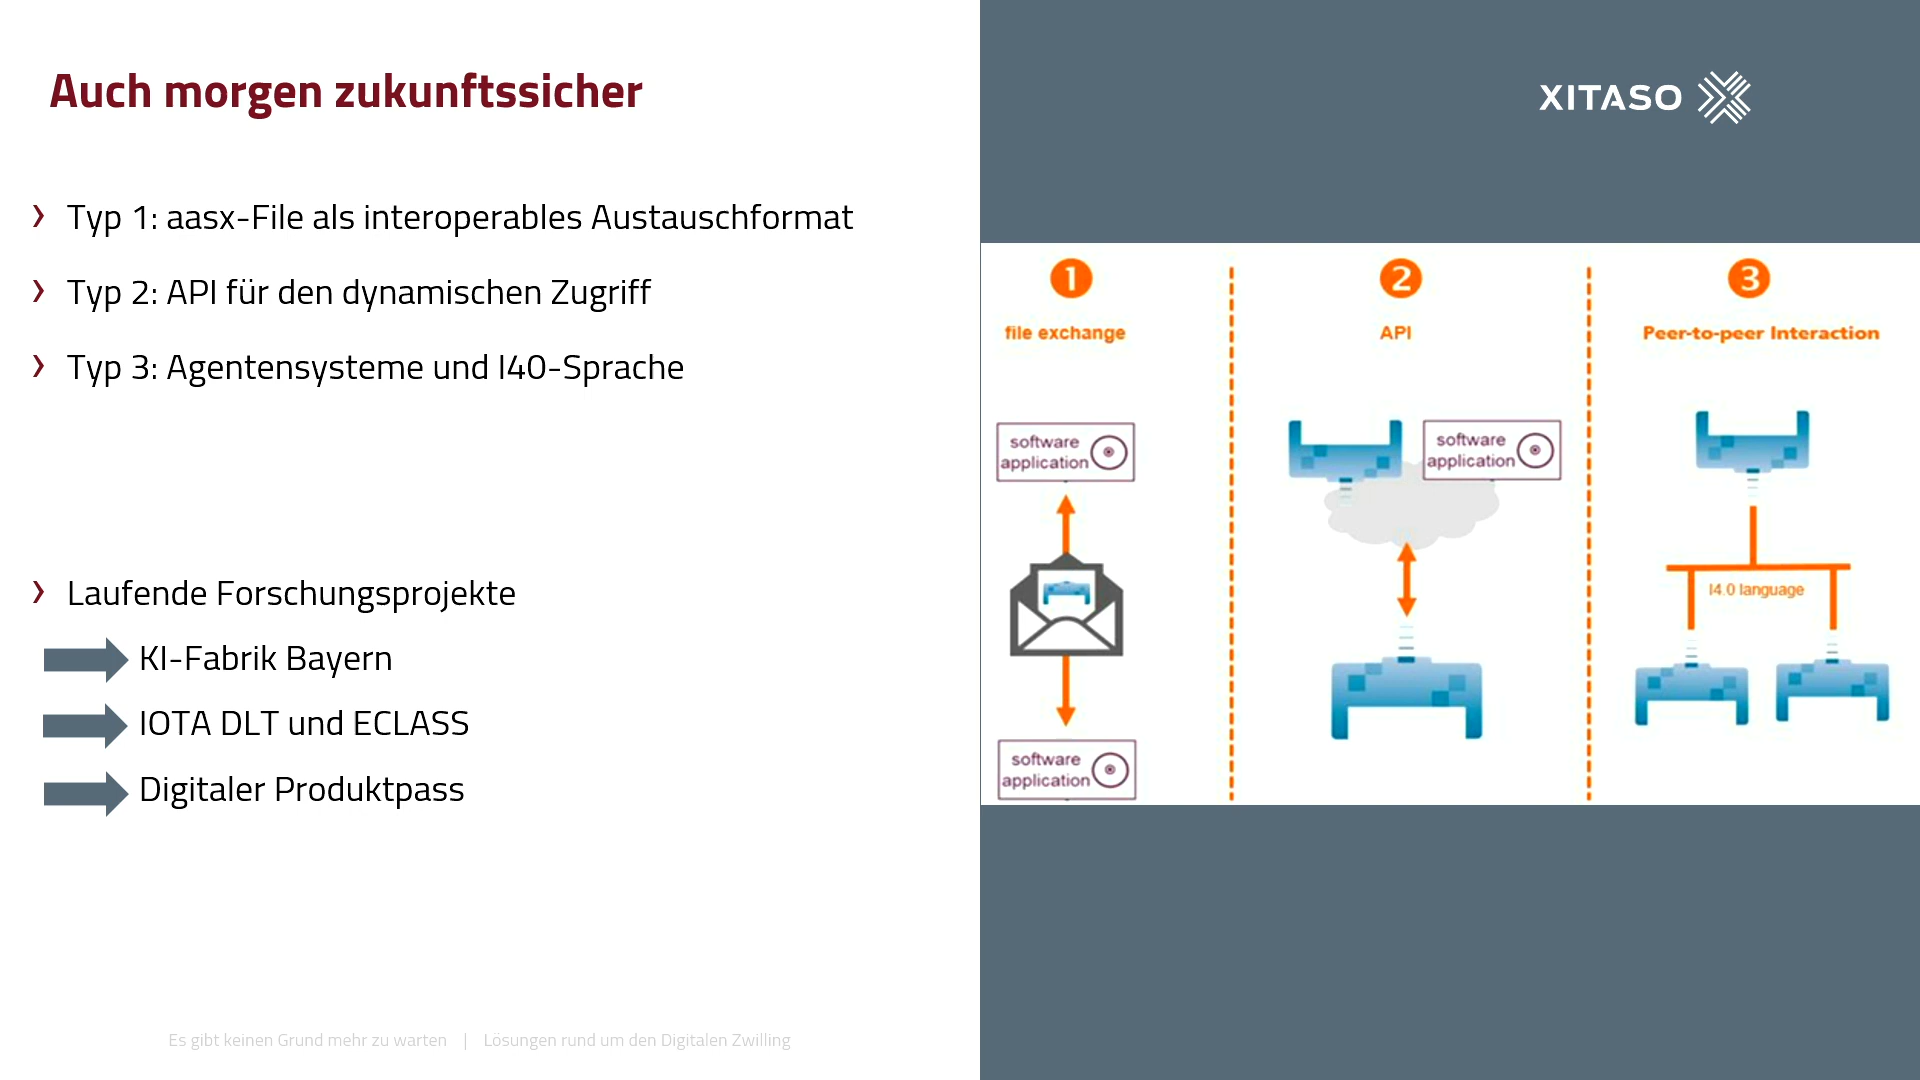 Auch morgen zukunftssicher
Typ 1: aasx-File als interoperables Austauschformat
Typ 2: API für den dynamischen Zugriff
Typ 3: Agentensysteme und I40-Sprache
Laufende Forschungsprojekte
KI-Fabrik Bayern
IOTA DLT und ECLASS
Digitaler Produktpass
Es gibt keinen Grund mehr zu warten | Lösungen rund um den Digitalen Zwilling
XITASO
1
file exchange
software
application
software
application
2
API
software
application
3
Peer-to-peer Interaction
I4.0 language